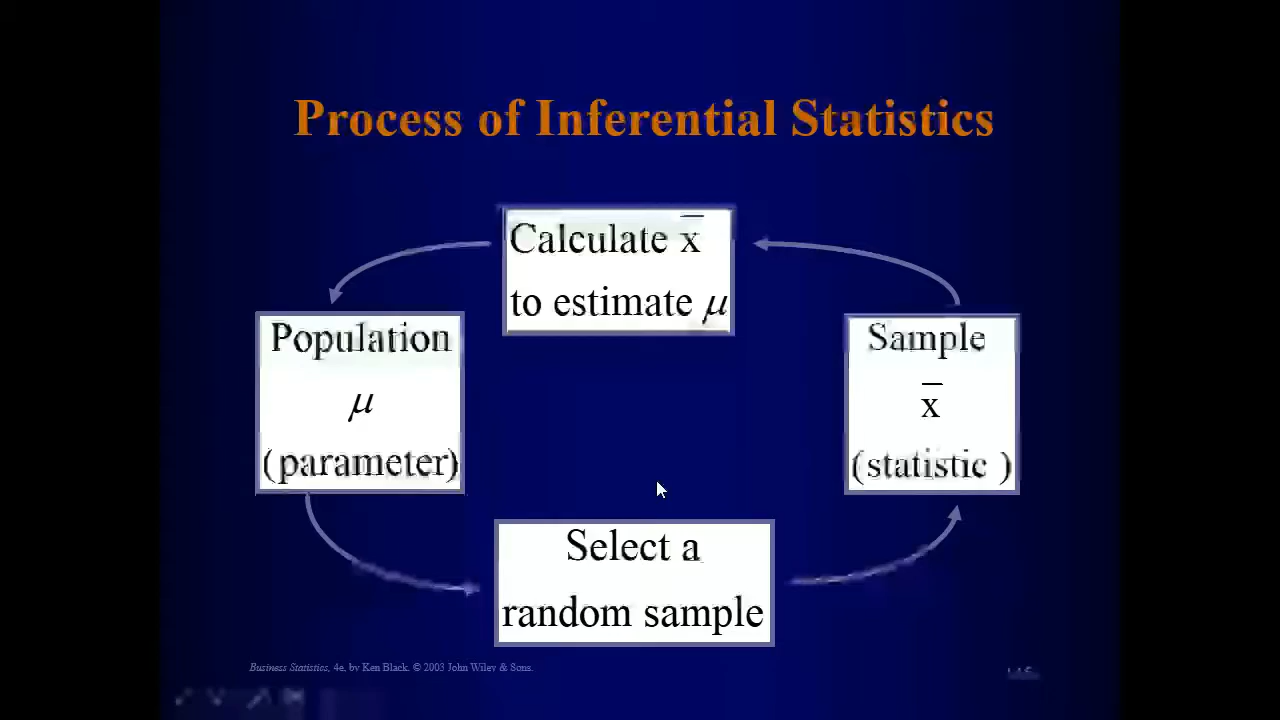 Process of Inferential Statistics
Calculate x̅
to estimate μ
Population
μ
(parameter)
Sample
x̅
(statistic )
Select a
random sample
Business Statistics, 4e, by Ken Black. © 2003 John Wiley & Sons.